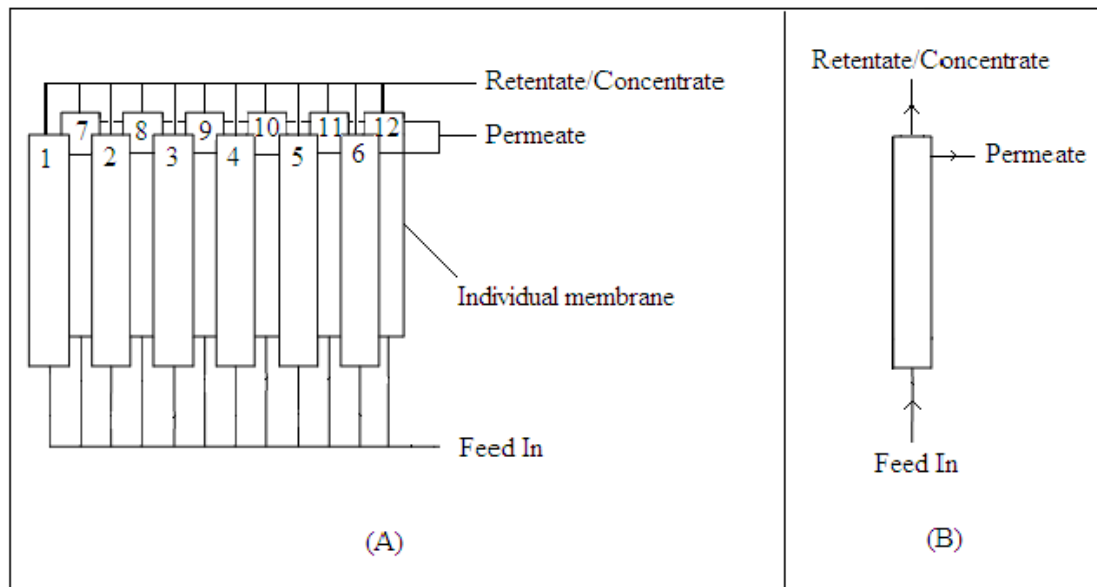 Retentate/Concentrate
Permeate
7 8 9 10 11 12
1 2 3 4 5 6
Individual membrane
Feed In
(A)
Retentate/Concentrate
Permeate
Feed In
(B)